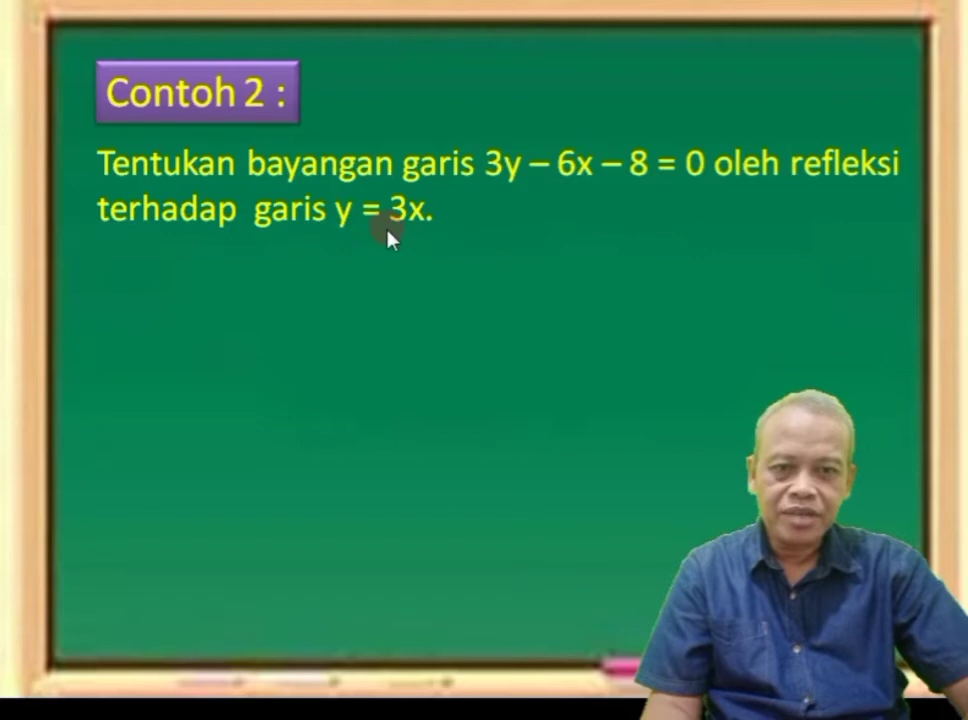 Contoh 2 :
Tentukan bayangan garis 3y – 6x – 8 = 0 oleh refleksi
terhadap garis y = 3x.